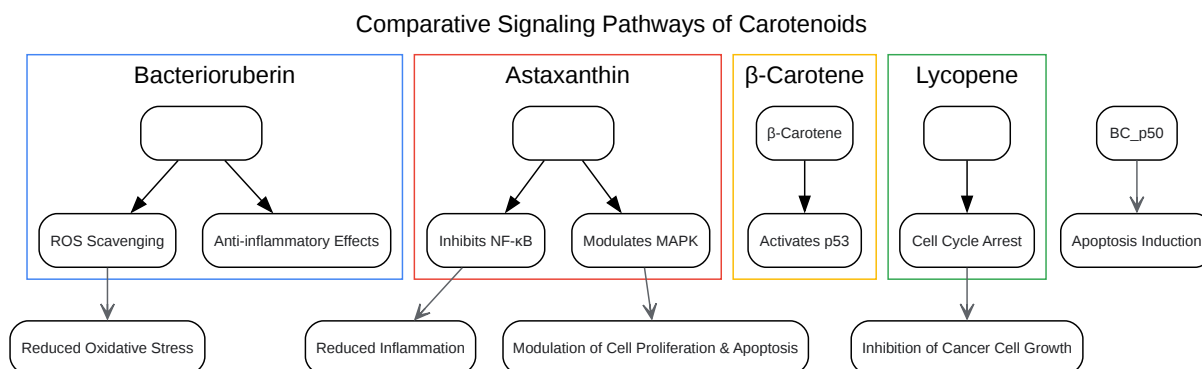 Comparative Signaling Pathways of Carotenoids
Bacterioruberin
Astaxanthin
β-Carotene
Lycopene
β-Carotene
BC_p50
ROS Scavenging
Anti-inflammatory Effects
Inhibits NF-κB
Modulates MAPK
Activates p53
Cell Cycle Arrest
Apoptosis Induction
Reduced Oxidative Stress
Reduced Inflammation
Modulation of Cell Proliferation & Apoptosis
Inhibition of Cancer Cell Growth